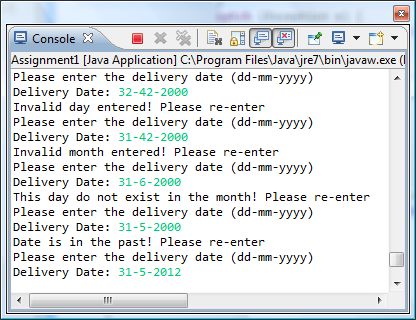 Console
Assignment1 [Java Application] C:\Program Files\Java\jre7\bin\javaw.exe (
Please enter the delivery date (dd-mm-yyyy)
Delivery Date: 32-42-2000
Invalid day entered! Please re-enter
Please enter the delivery date (dd-mm-yyyy)
Delivery Date: 31-42-2000
Invalid month entered! Please re-enter
Please enter the delivery date (dd-mm-yyyy)
Delivery Date: 31-6-2000
This day do not exist in the month! Please re-enter
Please enter the delivery date (dd-mm-yyyy)
Delivery Date: 31-5-2000
Date is in the past! Please re-enter
Please enter the delivery date (dd-mm-yyyy)
Delivery Date: 31-5-2012